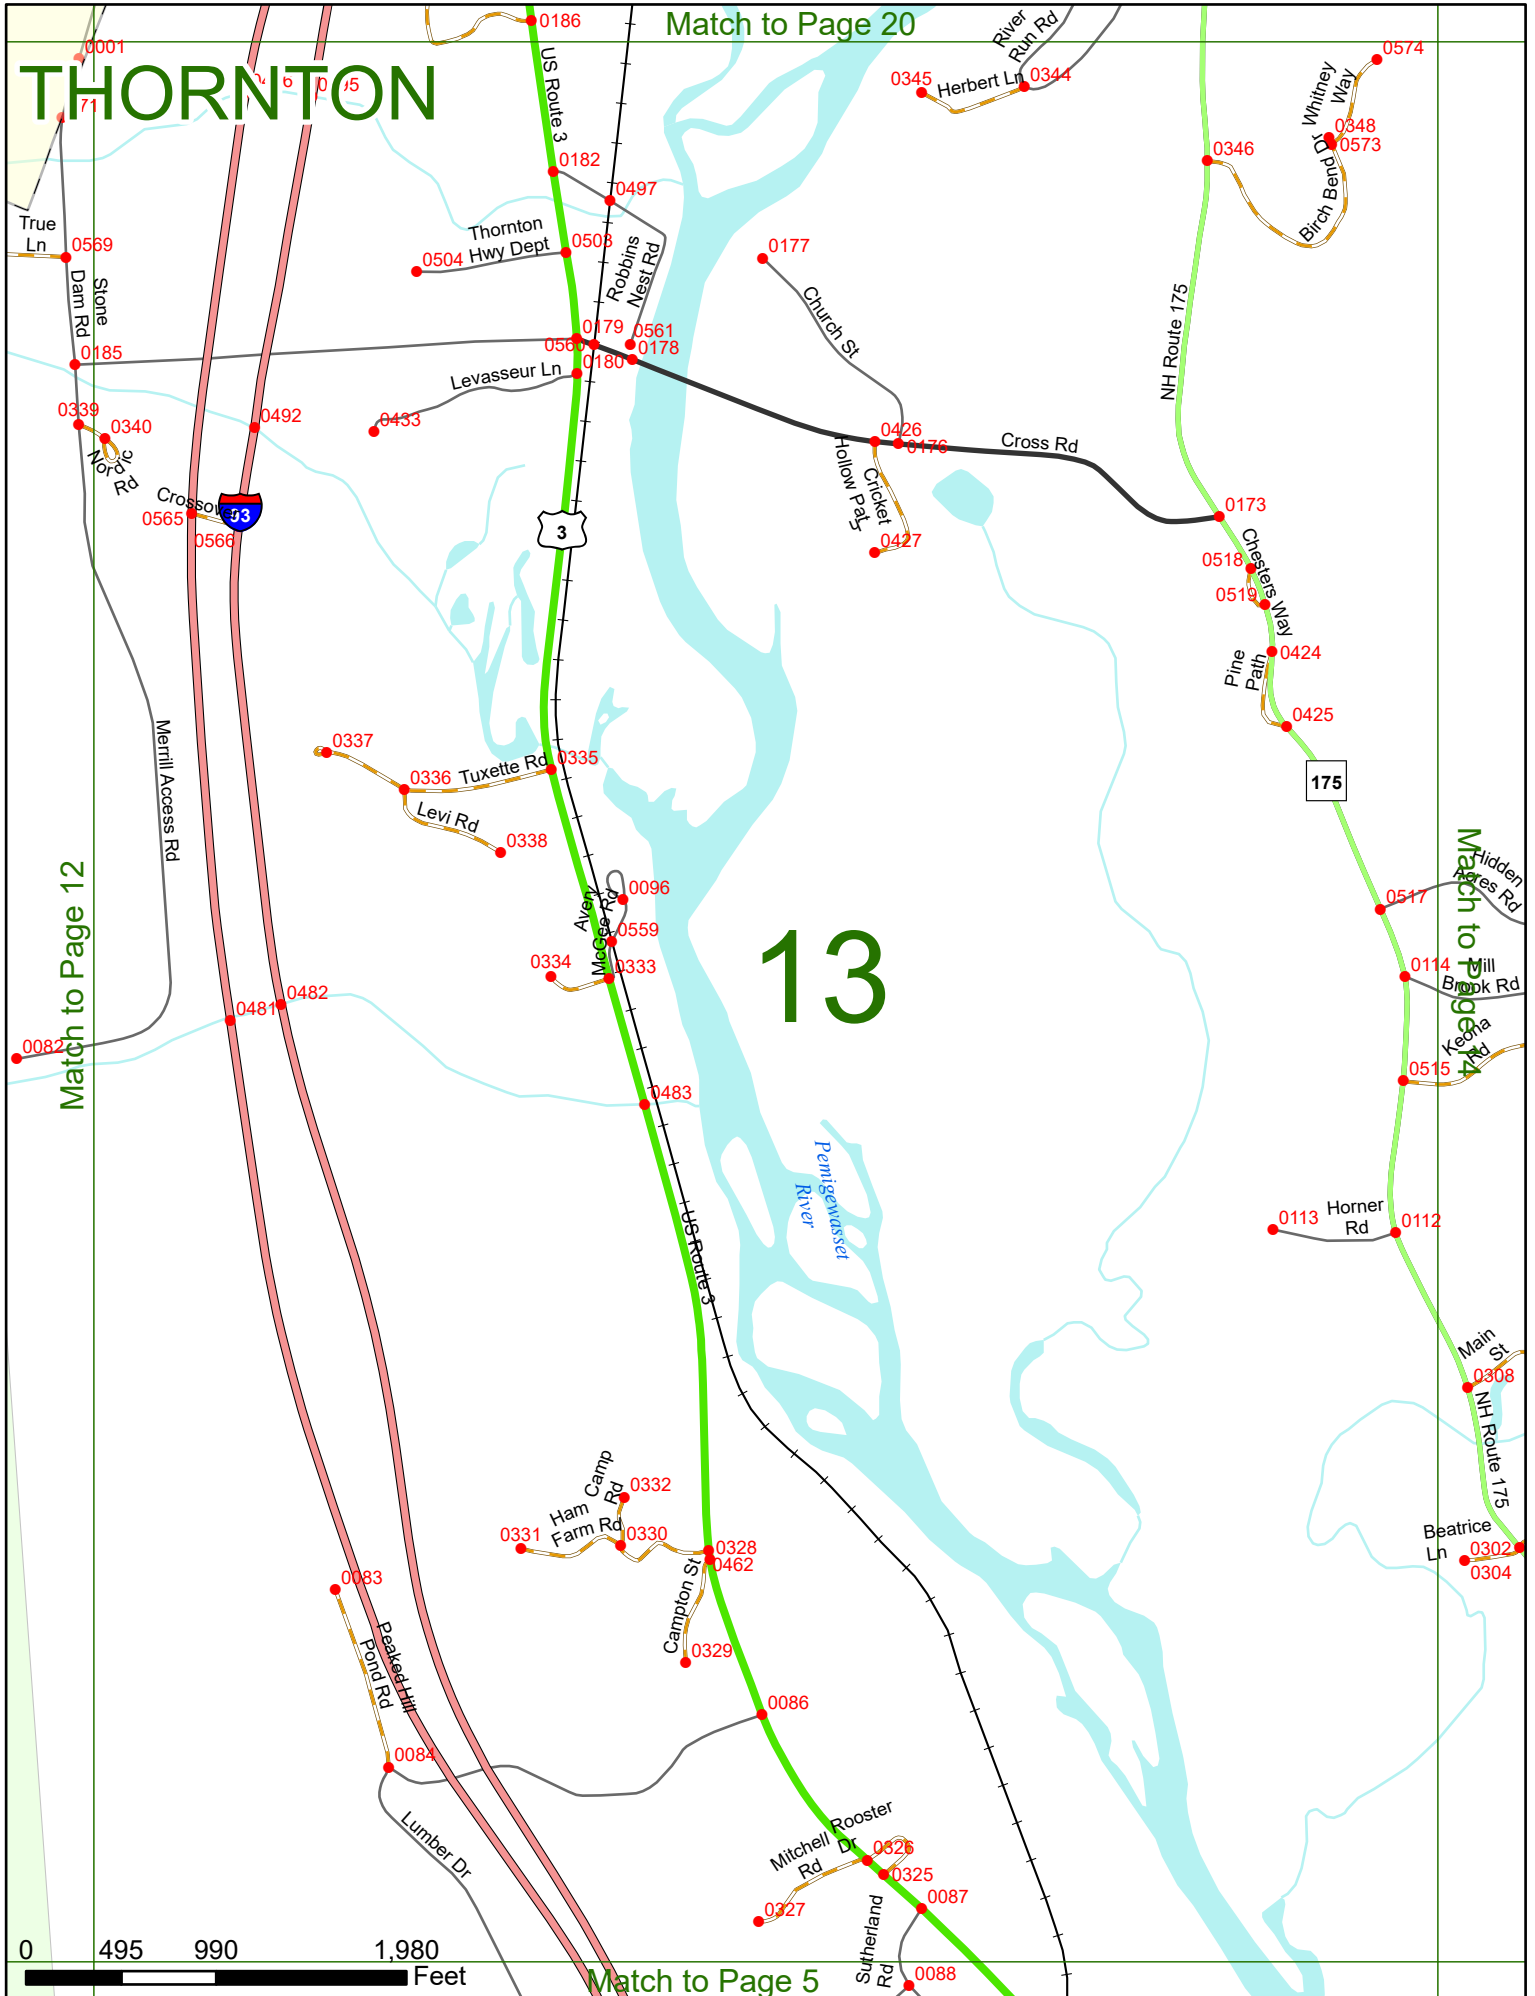 Match to Page 20
THORNTON
0001
71
0186
US Route 3
0182
0497
River
Run Rd
0345
Herbert Ln
0344
0574
Whitney
Way
0348
0573
Birch Bend Dr
0346
True
Ln
0569
Stone
Dam Rd
0185
0504
Thornton
Hwy Dept
0503
Robbins
Nest Rd
0177
Church St
NH Route 175
0179
0560
0561
0178
0180
Levasseur Ln
0433
0339
0340
Nordic
Rd
0492
Crossover
0565
0566
93
3
0426
0176
Cross Rd
Cricket
Hollow Path
0427
0173
0518
Chesters Way
0519
0424
Pine
Path
0425
175
Merrill Access Rd
0337
0336
Tuxette Rd
0335
Levi Rd
0338
Match to Page 12
Avery
McGee Rd
0096
0559
0334
0333
13
Match to Page 14
Hidden
Acres Rd
0517
0114
Mill
Brook Rd
Keona
Rd
0515
0481
0482
0082
0483
Pemigewasset
River
US Route 3
0113
Horner
Rd
0112
Main
St
0308
NH Route 175
Camp
Rd
0332
Ham
Farm Rd
0331
0330
0328
0462
Campton St
0329
Beatrice
Ln
0302
0304
0083
Peaked Hill
Pond Rd
0084
0086
Lumber Dr
Rooster
Dr
Mitchell
Rd
0326
0325
0327
0087
Sutherland
Rd
0088
0 495 990 1,980
Feet
Match to Page 5